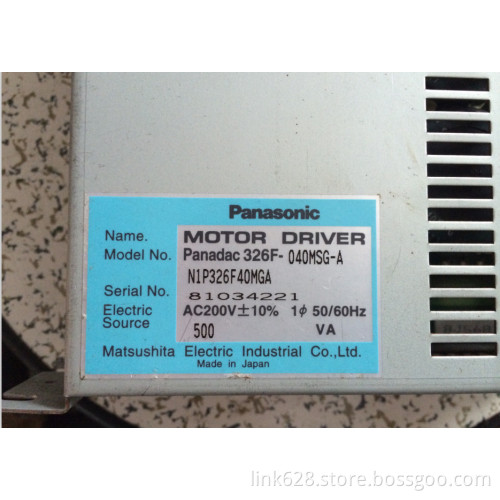 Panasonic
Name. MOTOR DRIVER
Model No. Panadac 326F-040MSG-A
N1P326F40MGA
Serial No. 81034221
Electric Source AC200V±10% 1ϕ 50/60Hz
500 VA
Matsushita Electric Industrial Co.,Ltd.
Made in Japan
link628.store.bossgoo.com